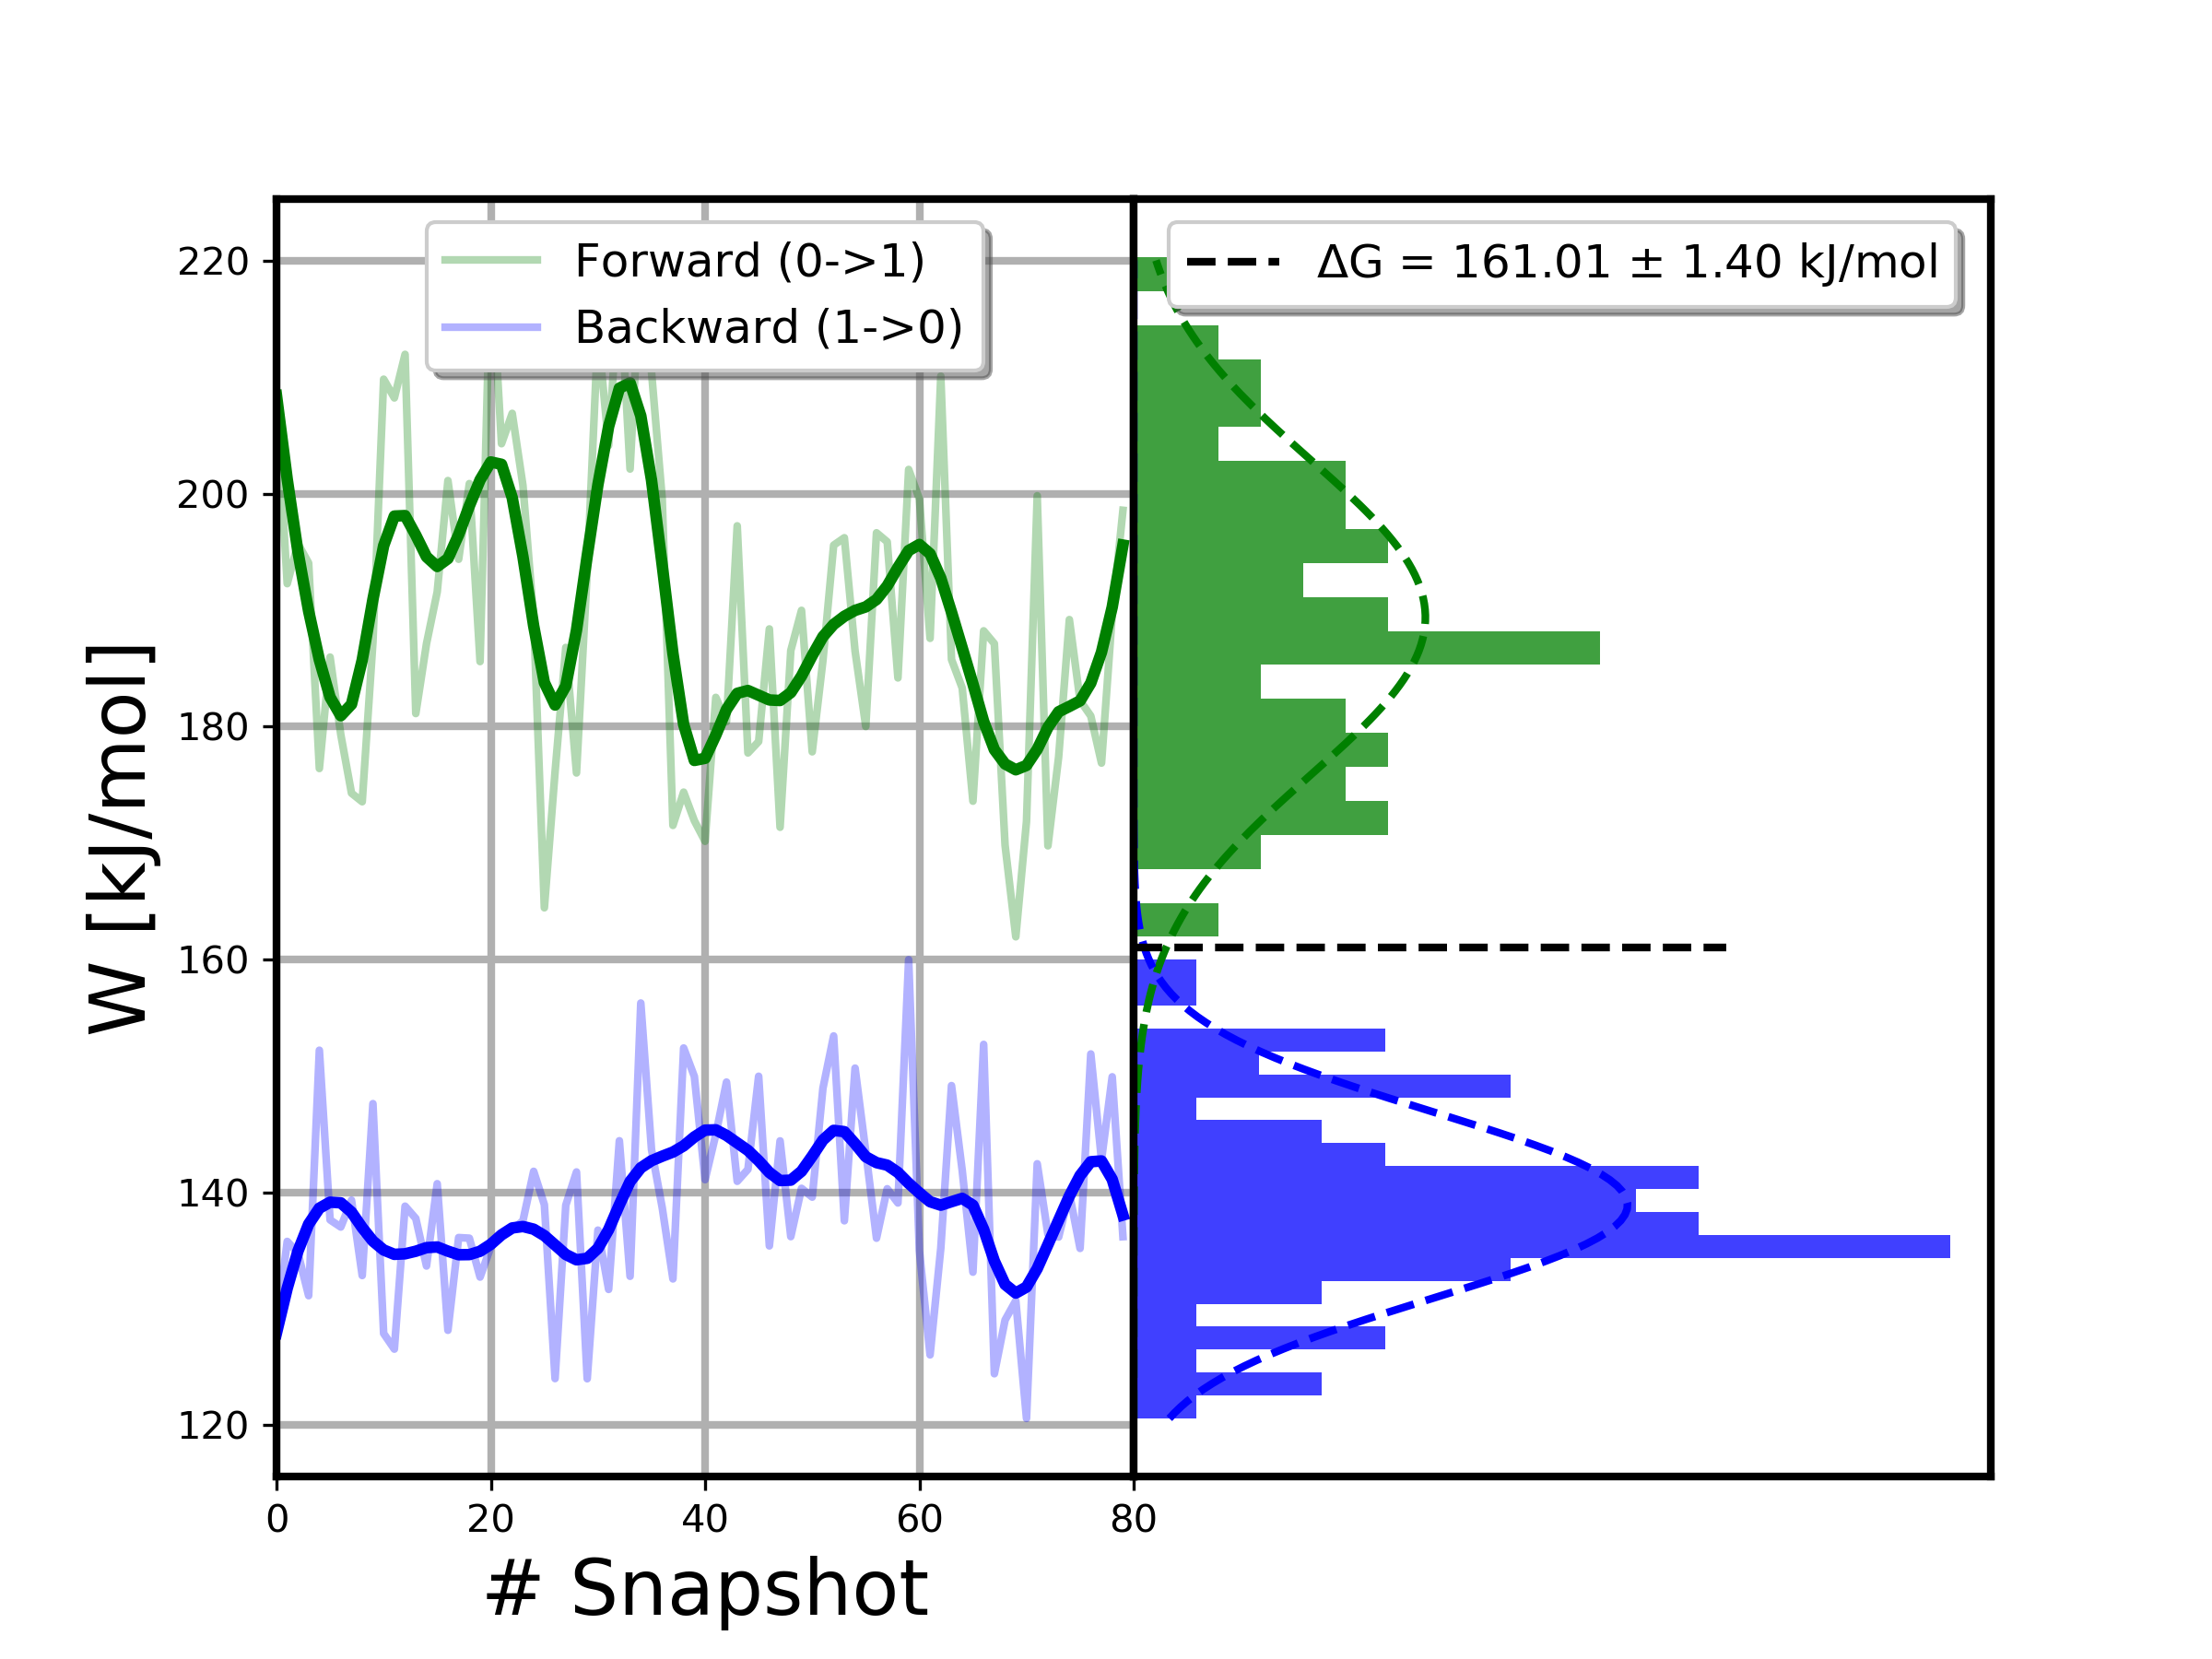 Forward (0->1)
Backward (1->0)
ΔG = 161.01 ± 1.40 kJ/mol
W [kJ/mol]
220
200
180
160
140
120
0 20 40 60 80
# Snapshot